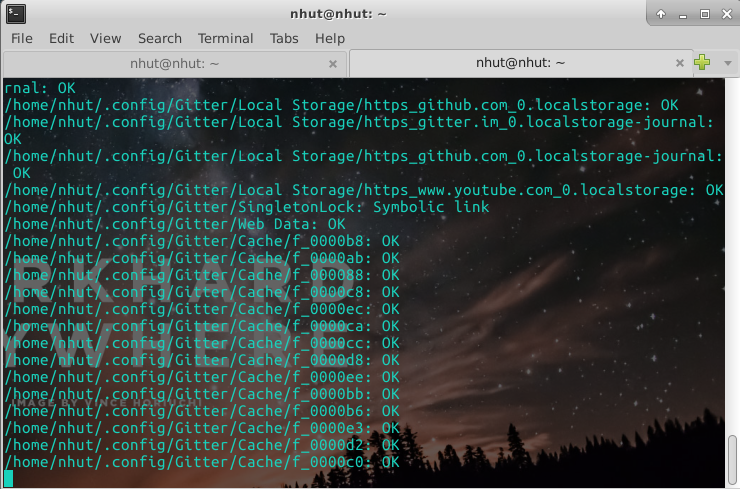 nhut@nhut: ~
File Edit View Search Terminal Tabs Help
nhut@nhut: ~ nhut@nhut: ~
rnal: OK
/home/nhut/.config/Gitter/Local Storage/https_github.com_0.localstorage: OK
/home/nhut/.config/Gitter/Local Storage/https_gitter.im_0.localstorage-journal:
OK
/home/nhut/.config/Gitter/Local Storage/https_github.com_0.localstorage-journal:
OK
/home/nhut/.config/Gitter/Local Storage/https_www.youtube.com_0.localstorage: OK
/home/nhut/.config/Gitter/SingletonLock: Symbolic link
/home/nhut/.config/Gitter/Web Data: OK
/home/nhut/.config/Gitter/Cache/f_0000b8: OK
/home/nhut/.config/Gitter/Cache/f_0000ab: OK
/home/nhut/.config/Gitter/Cache/f_000088: OK
/home/nhut/.config/Gitter/Cache/f_0000c8: OK
/home/nhut/.config/Gitter/Cache/f_0000ec: OK
/home/nhut/.config/Gitter/Cache/f_0000ca: OK
/home/nhut/.config/Gitter/Cache/f_0000cc: OK
/home/nhut/.config/Gitter/Cache/f_0000d8: OK
/home/nhut/.config/Gitter/Cache/f_0000ee: OK
/home/nhut/.config/Gitter/Cache/f_0000bb: OK
/home/nhut/.config/Gitter/Cache/f_0000b6: OK
/home/nhut/.config/Gitter/Cache/f_0000e3: OK
/home/nhut/.config/Gitter/Cache/f_0000d2: OK
/home/nhut/.config/Gitter/Cache/f_0000c0: OK
IMAGE BY VINCE